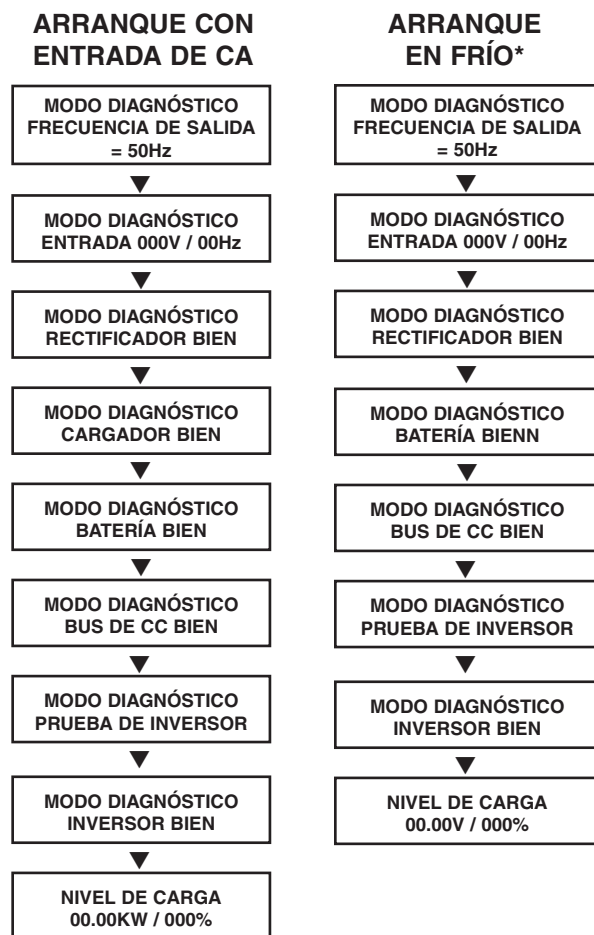 ARRANQUE CON
ENTRADA DE CA
MODO DIAGNÓSTICO
FRECUENCIA DE SALIDA
= 50Hz
MODO DIAGNÓSTICO
ENTRADA 000V / 00Hz
MODO DIAGNÓSTICO
RECTIFICADOR BIEN
MODO DIAGNÓSTICO
CARGADOR BIEN
MODO DIAGNÓSTICO
BATERÍA BIEN
MODO DIAGNÓSTICO
BUS DE CC BIEN
MODO DIAGNÓSTICO
PRUEBA DE INVERSOR
MODO DIAGNÓSTICO
INVERSOR BIEN
NIVEL DE CARGA
00.00KW / 000%
ARRANQUE
EN FRÍO*
MODO DIAGNÓSTICO
FRECUENCIA DE SALIDA
= 50Hz
MODO DIAGNÓSTICO
ENTRADA 000V / 00Hz
MODO DIAGNÓSTICO
RECTIFICADOR BIEN
MODO DIAGNÓSTICO
BATERÍA BIENN
MODO DIAGNÓSTICO
BUS DE CC BIEN
MODO DIAGNÓSTICO
PRUEBA DE INVERSOR
MODO DIAGNÓSTICO
INVERSOR BIEN
NIVEL DE CARGA
00.00V / 000%